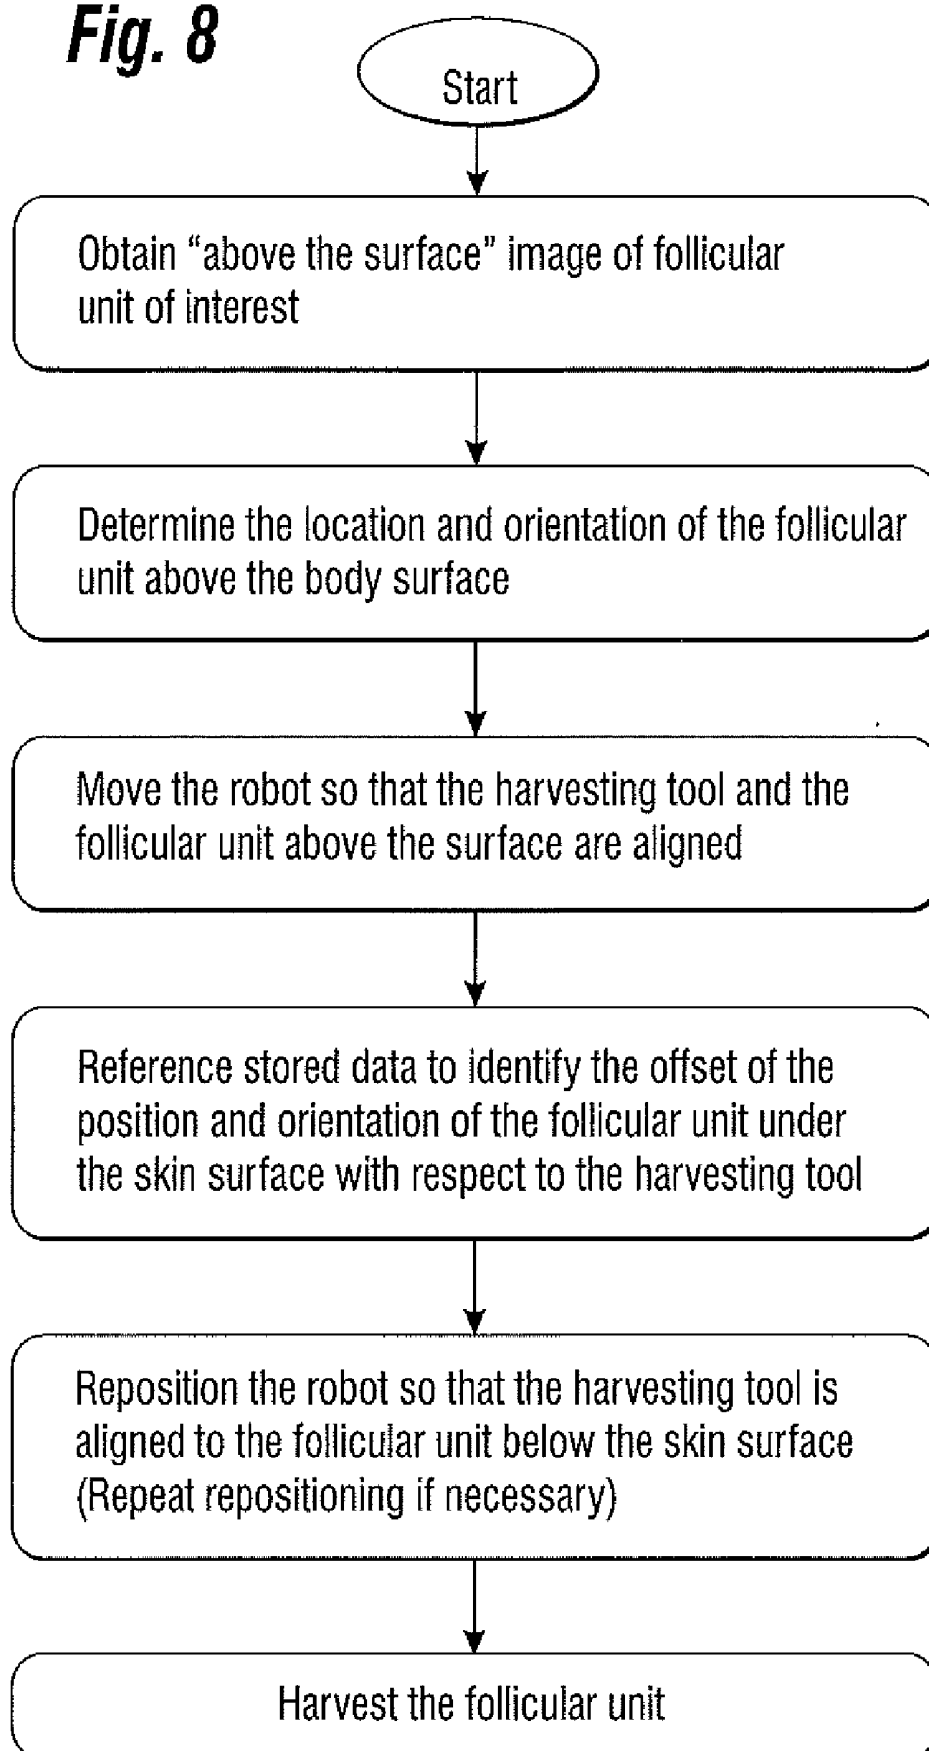 Fig. 8
Start
Obtain “above the surface” image of follicular
unit of interest
Determine the location and orientation of the follicular
unit above the body surface
Move the robot so that the harvesting tool and the
follicular unit above the surface are aligned
Reference stored data to identify the offset of the
position and orientation of the follicular unit under
the skin surface with respect to the harvesting tool
Reposition the robot so that the harvesting tool is
aligned to the follicular unit below the skin surface
(Repeat repositioning if necessary)
Harvest the follicular unit